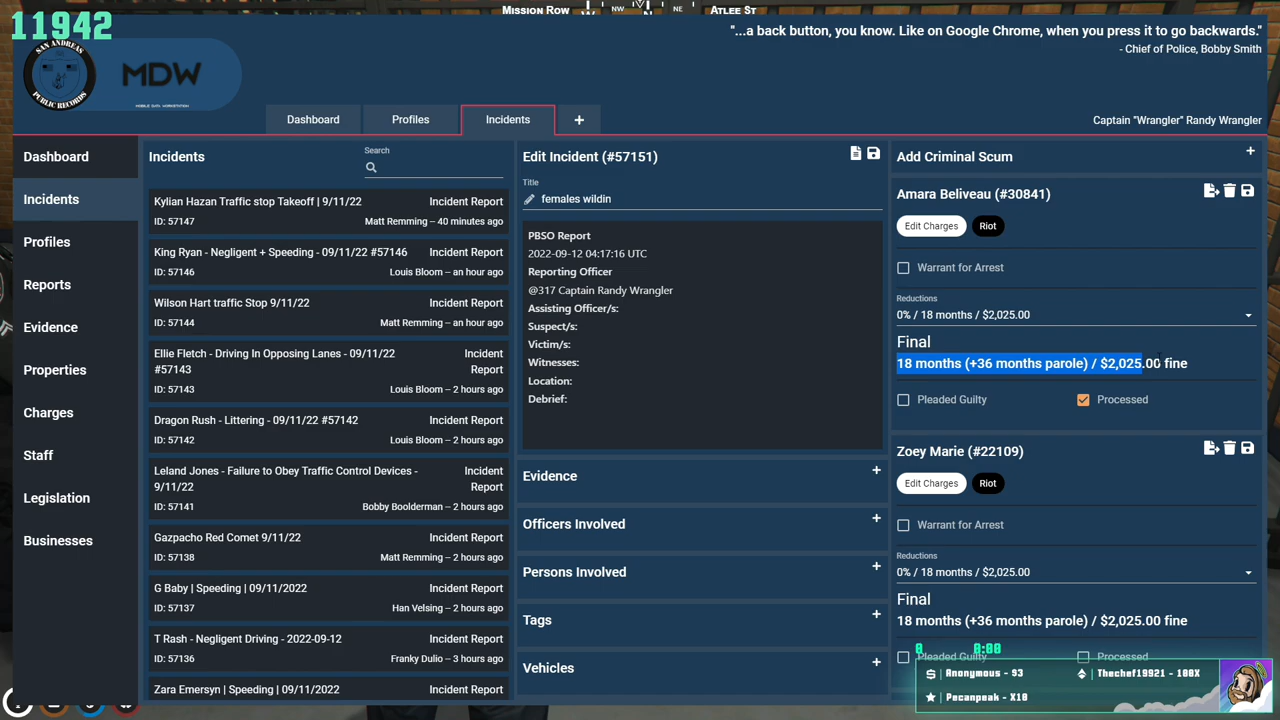 MISSION ROW
NW
NE
ATLEE ST
11942
SAN ANDREAS
PUBLIC RECORDS
MDW
MOBILE DATA WORKSTATION
"...a back button, you know. Like on Google Chrome, when you press it to go backwards."
- Chief of Police, Bobby Smith
Dashboard
Profiles
Incidents
+
Captain "Wrangler" Randy Wrangler
Dashboard
Incidents
Profiles
Reports
Evidence
Properties
Charges
Staff
Legislation
Businesses
Incidents
Search
Kylian Hazan Traffic stop Takeoff | 9/11/22
Incident Report
ID: 57147
Matt Remming – 40 minutes ago
King Ryan - Negligent + Speeding - 09/11/22 #57146
ID: 57146
Louis Bloom – an hour ago
Wilson Hart traffic Stop 9/11/22
Incident Report
ID: 57144
Matt Remming – an hour ago
Ellie Fletch - Driving In Opposing Lanes - 09/11/22
#57143
Incident
Report
ID: 57143
Louis Bloom – 2 hours ago
Dragon Rush - Littering - 09/11/22 #57142
Incident Report
ID: 57142
Louis Bloom – 2 hours ago
Leland Jones - Failure to Obey Traffic Control Devices -
9/11/22
Incident
Report
ID: 57141
Bobby Boolderman – 2 hours ago
Gazpacho Red Comet 9/11/22
Incident Report
ID: 57138
Matt Remming – 2 hours ago
G Baby | Speeding | 09/11/2022
Incident Report
ID: 57137
Han Velsing – 2 hours ago
T Rash - Negligent Driving - 2022-09-12
Incident Report
ID: 57136
Franky Dulio – 3 hours ago
Zara Emersyn | Speeding | 09/11/2022
Incident Report
Edit Incident (#57151)
Title
females wildin
PBSO Report
2022-09-12 04:17:16 UTC
Reporting Officer
@317 Captain Randy Wrangler
Assisting Officer/s:
Suspect/s:
Victim/s:
Witnesses:
Location:
Debrief:
Evidence +
Officers Involved +
Persons Involved +
Tags +
Vehicles +
Add Criminal Scum +
Amara Beliveau (#30841)
Edit Charges
Riot
Warrant for Arrest
Reductions
0% / 18 months / $2,025.00
Final
18 months (+36 months parole) / $2,025.00 fine
Pleaded Guilty
Processed
Zoey Marie (#22109)
Edit Charges
Riot
Warrant for Arrest
Reductions
0% / 18 months / $2,025.00
Final
18 months (+36 months parole) / $2,025.00 fine
Pleaded Guilty
Processed
0
0:00
Anonymous - 93
Thechef19921 - 100X
Pecanpeak - X10